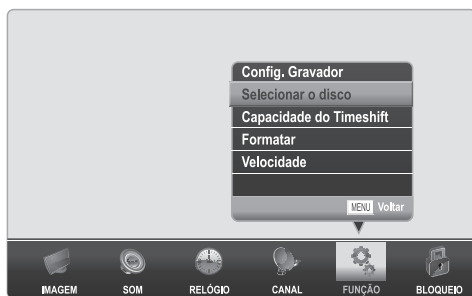 Config. Gravador
Selecionar o disco
Capacidade do Timeshift
Formatar
Velocidade
MENU Voltar
IMAGEM SOM RELÓGIO CANAL FUNÇÃO BLOQUEIO